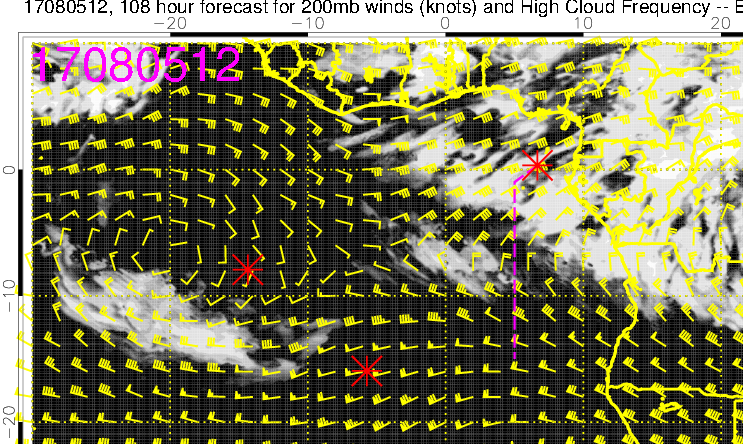 17080512, 108 hour forecast for 200mb winds (knots) and High Cloud Frequency -- E
−20 −10 0 10 20
17080512
0
−10
−20